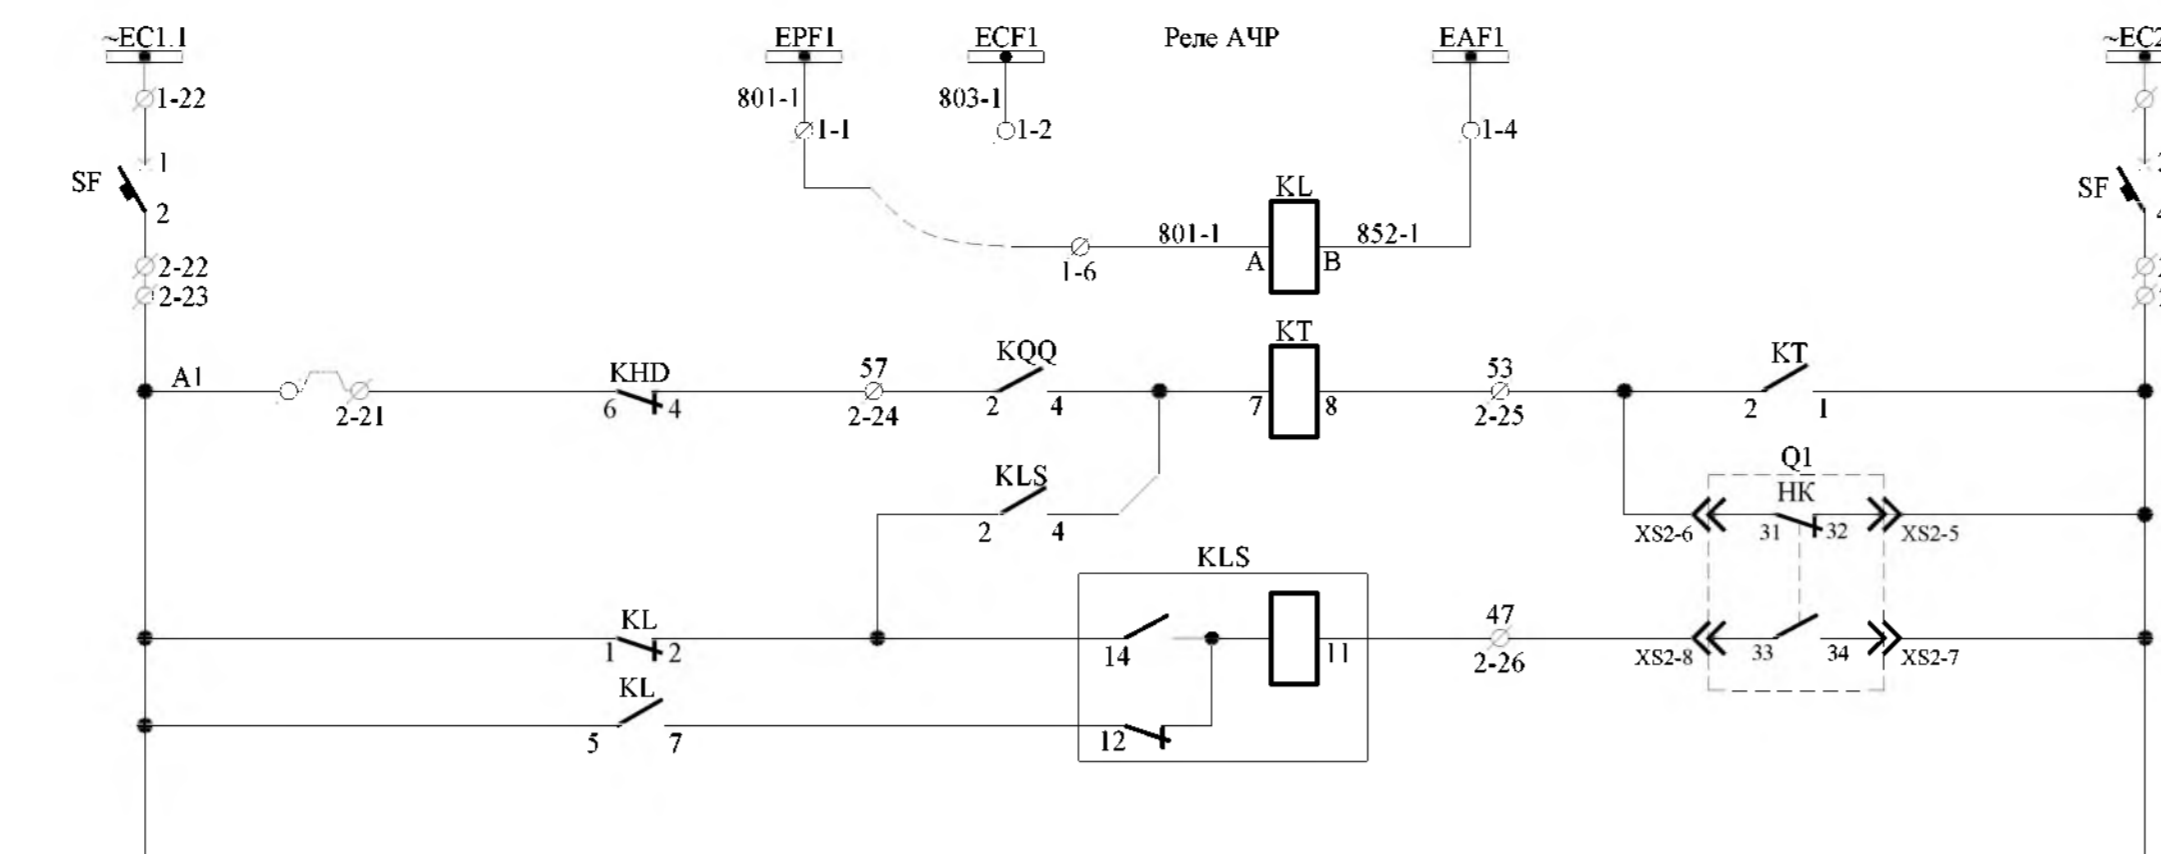 ~EC1.1 EPF1 ECF1 Реле АЧР EAF1 ~EC2
1-22 801-1 803-1
1-1 1-2 1-4
1
SF KL SF
2
801-1 852-1
A B
2-22 1-6
2-23
KT
A1 KHD 57 KQQ 53 KT
6 4 2-24 2 4 7 8 2-25 2 1
2-21
Q1
KLS НК
2 4 XS2-6 31 32 XS2-5
KLS
KL 47
1 2 14 11 2-26 XS2-8 33 34 XS2-7
KL
5 7 12